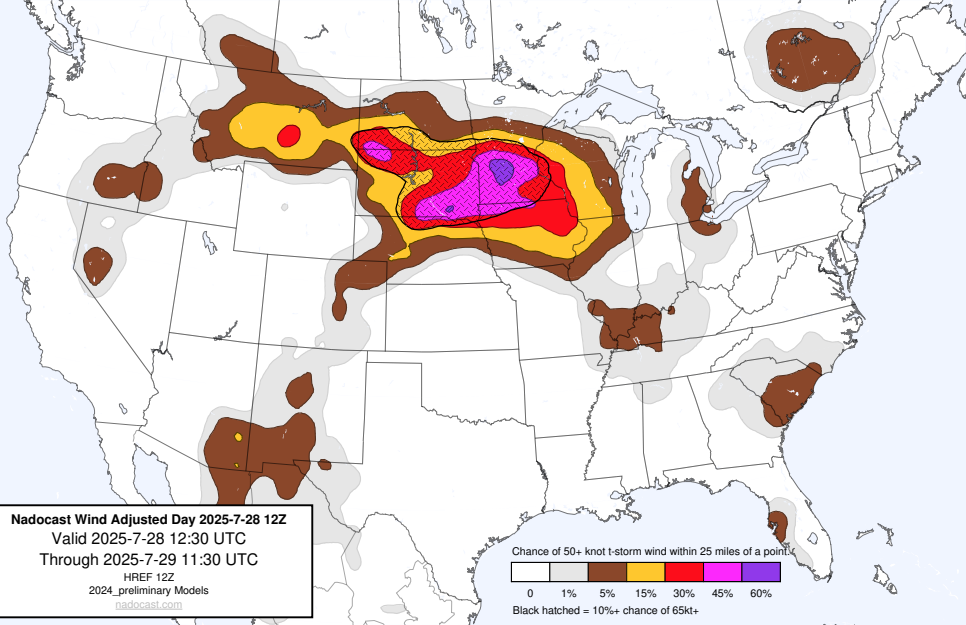 Nadocast Wind Adjusted Day 2025-7-28 12Z
Valid 2025-7-28 12:30 UTC
Through 2025-7-29 11:30 UTC
HREF 12Z
2024_preliminary Models
nadocast.com
Chance of 50+ knot t-storm wind within 25 miles of a point.
0 1% 5% 15% 30% 45% 60%
Black hatched = 10%+ chance of 65kt+